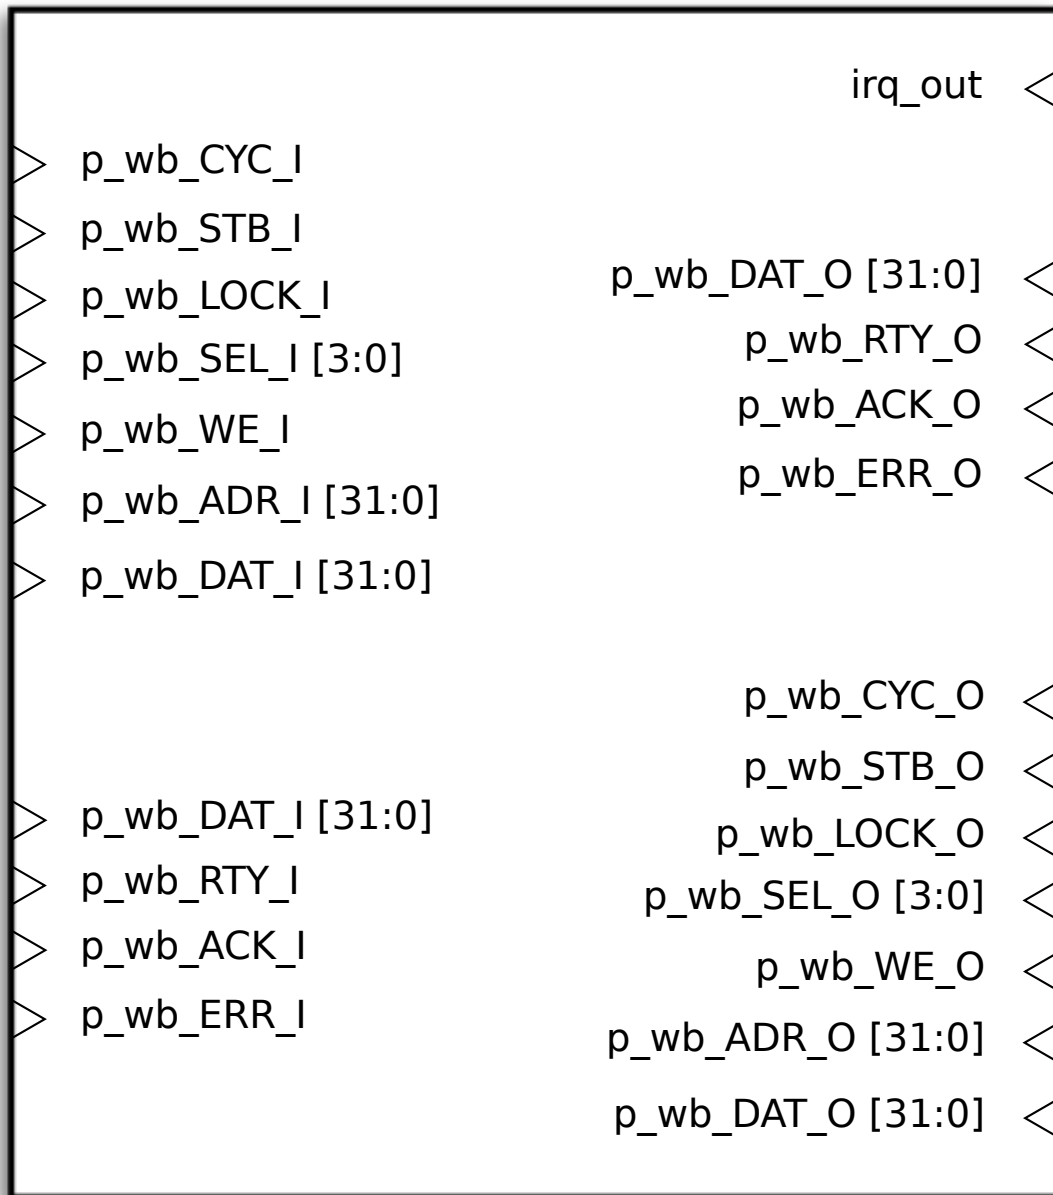 irq_out
p_wb_CYC_I
p_wb_STB_I
p_wb_LOCK_I
p_wb_SEL_I [3:0]
p_wb_WE_I
p_wb_ADR_I [31:0]
p_wb_DAT_I [31:0]
p_wb_DAT_O [31:0]
p_wb_RTY_O
p_wb_ACK_O
p_wb_ERR_O
p_wb_DAT_I [31:0]
p_wb_RTY_I
p_wb_ACK_I
p_wb_ERR_I
p_wb_CYC_O
p_wb_STB_O
p_wb_LOCK_O
p_wb_SEL_O [3:0]
p_wb_WE_O
p_wb_ADR_O [31:0]
p_wb_DAT_O [31:0]